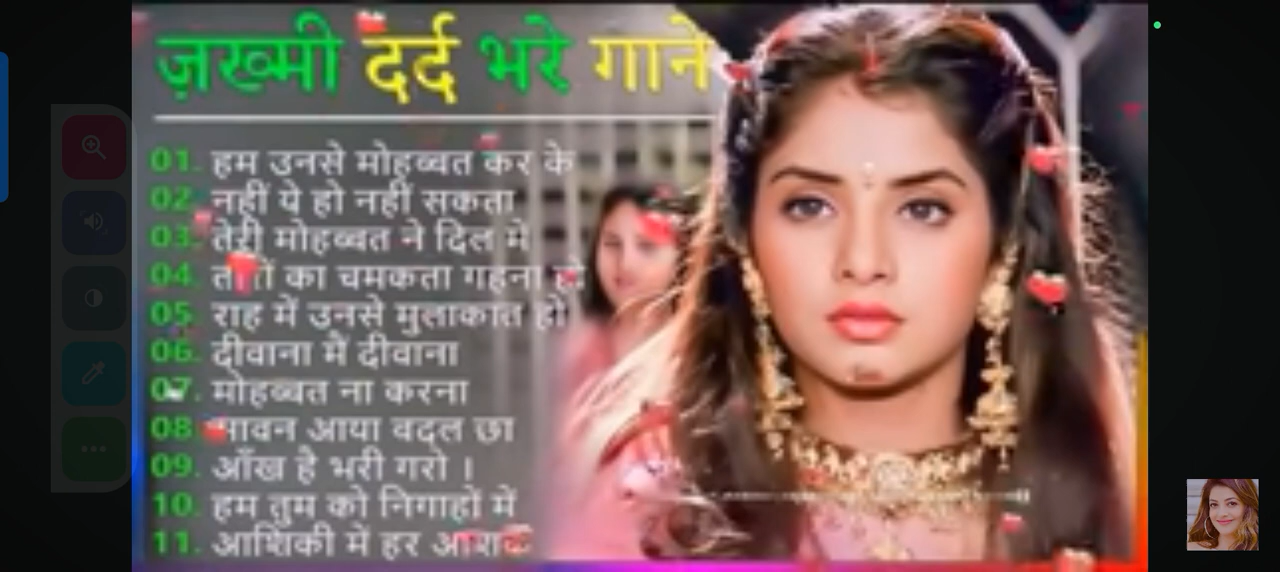 ज़ख्मी दर्द भरे गाने
01. हम उनसे मोहब्बत कर के
02. नहीं ये हो नहीं सकता
03. तेरी मोहब्बत ने दिल में
04. का चमकता गहना हो
05. राह में उनसे मुलाकात हो
06. दीवाना में दीवाना
07. मोहब्बत ना करना
08. आया बदल छा
09. आँख है भरी गरो ।
10. हम तुम को निगाहों में
11. आशिकी में हर